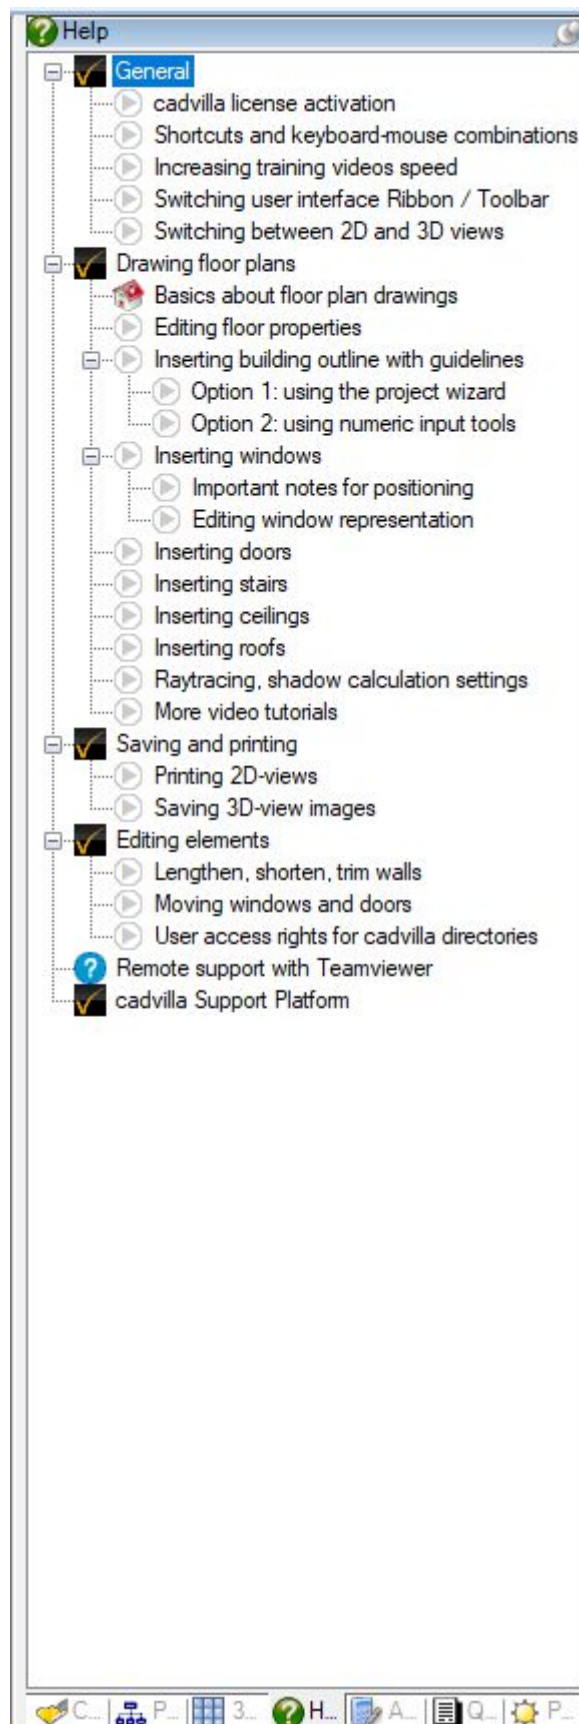 Help
General
cadvilla license activation
Shortcuts and keyboard-mouse combinations
Increasing training videos speed
Switching user interface Ribbon / Toolbar
Switching between 2D and 3D views
Drawing floor plans
Basics about floor plan drawings
Editing floor properties
Inserting building outline with guidelines
Option 1: using the project wizard
Option 2: using numeric input tools
Inserting windows
Important notes for positioning
Editing window representation
Inserting doors
Inserting stairs
Inserting ceilings
Inserting roofs
Raytracing, shadow calculation settings
More video tutorials
Saving and printing
Printing 2D-views
Saving 3D-view images
Editing elements
Lengthen, shorten, trim walls
Moving windows and doors
User access rights for cadvilla directories
Remote support with Teamviewer
cadvilla Support Platform
C... P... 3... H... A... Q... P...